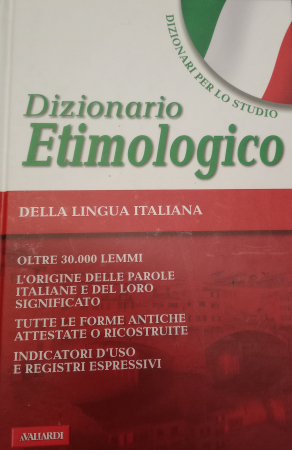 DIZIONARI PER LO STUDIO
Dizionario
Etimologico
DELLA LINGUA ITALIANA
OLTRE 30.000 LEMMI
L'ORIGINE DELLE PAROLE
ITALIANE E DEL LORO
SIGNIFICATO
TUTTE LE FORME ANTICHE
ATTESTATE O RICOSTRUITE
INDICATORI D'USO
E REGISTRI ESPRESSIVI
A.VALLARDI